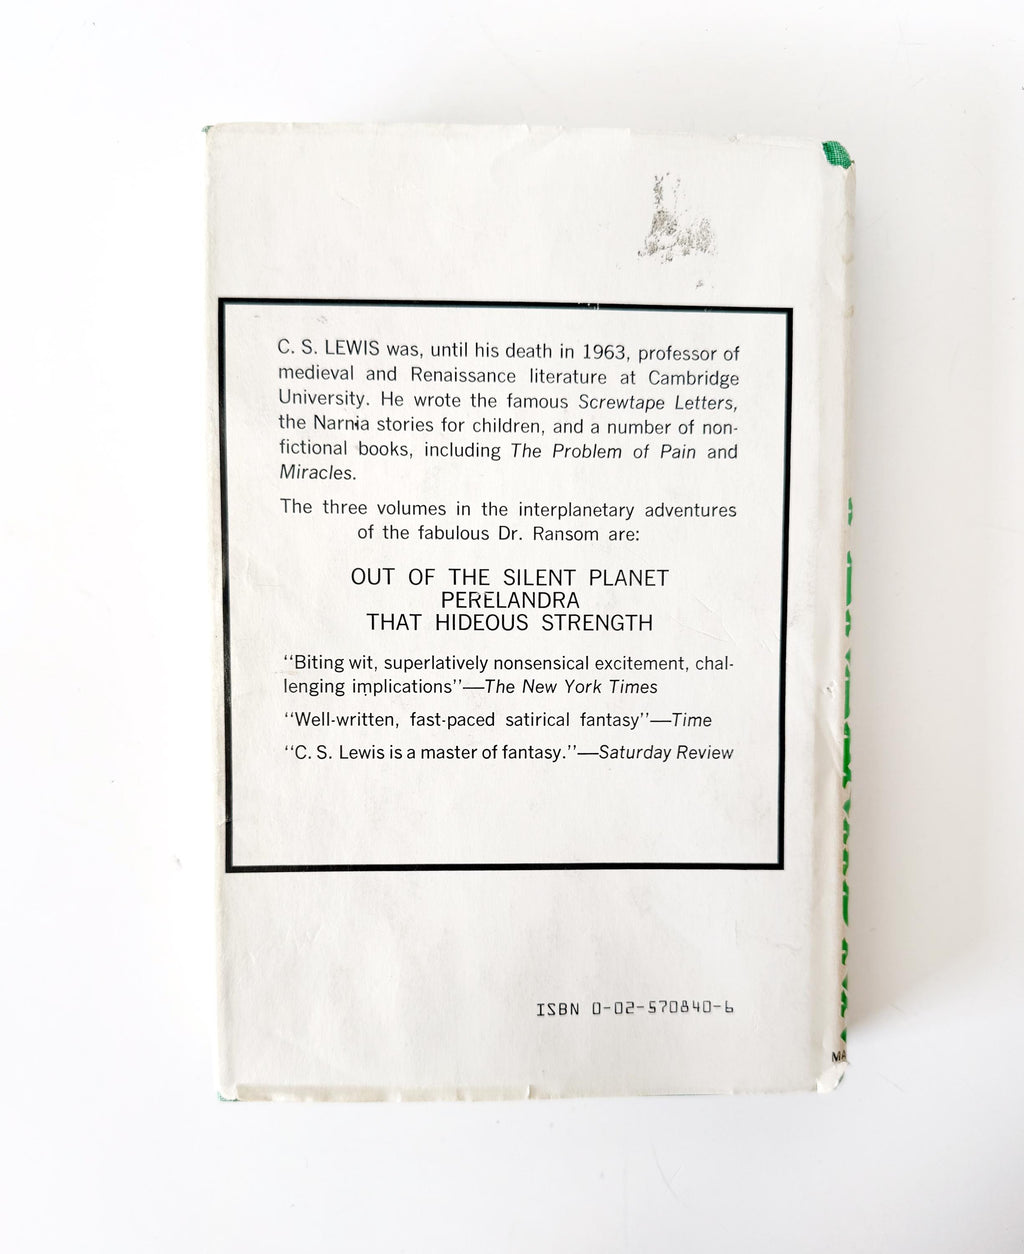 C. S. LEWIS was, until his death in 1963, professor of
medieval and Renaissance literature at Cambridge
University. He wrote the famous Screwtape Letters,
the Narnia stories for children, and a number of non-
fictional books, including The Problem of Pain and
Miracles.
The three volumes in the interplanetary adventures
of the fabulous Dr. Ransom are:
OUT OF THE SILENT PLANET
PERELANDRA
THAT HIDEOUS STRENGTH
“Biting wit, superlatively nonsensical excitement, chal-
lenging implications”—The New York Times
“Well-written, fast-paced satirical fantasy”—Time
“C. S. Lewis is a master of fantasy.”—Saturday Review
ISBN 0-02-570840-6